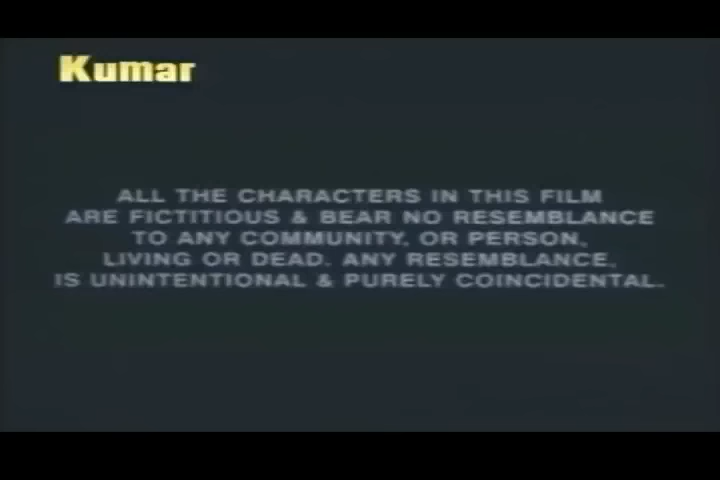 Kumar
ALL THE CHARACTERS IN THIS FILM
ARE FICTITIOUS & BEAR NO RESEMBLANCE
TO ANY COMMUNITY, OR PERSON,
LIVING OR DEAD. ANY RESEMBLANCE,
IS UNINTENTIONAL & PURELY COINCIDENTAL.